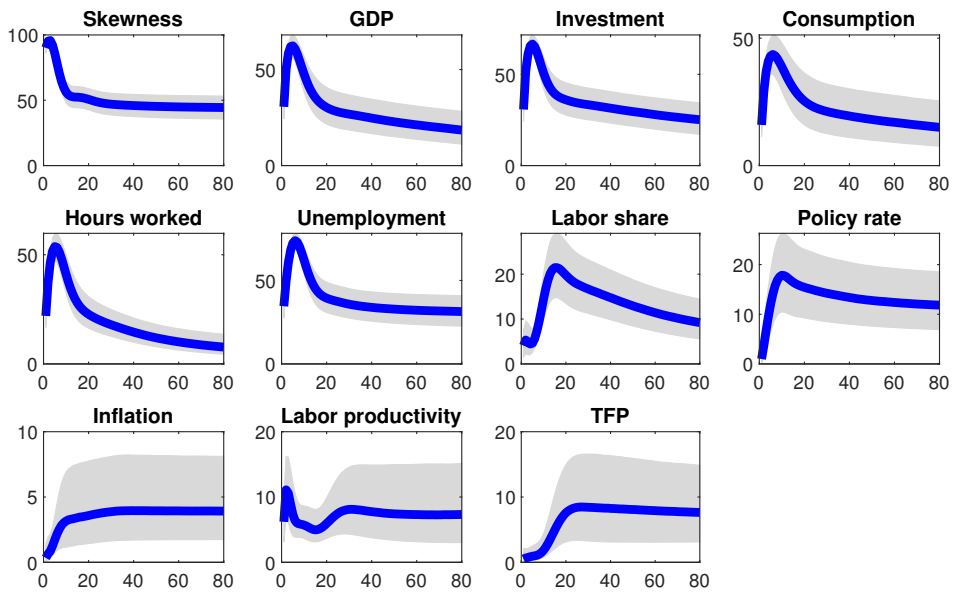 Skewness
100
50
0
0 20 40 60 80
GDP
50
0
0 20 40 60 80
Investment
50
0
0 20 40 60 80
Consumption
50
0
0 20 40 60 80
Hours worked
50
0
0 20 40 60 80
Unemployment
50
0
0 20 40 60 80
Labor share
20
10
0
0 20 40 60 80
Policy rate
20
10
0
0 20 40 60 80
Inflation
10
5
0
0 20 40 60 80
Labor productivity
20
10
0
0 20 40 60 80
TFP
20
10
0
0 20 40 60 80